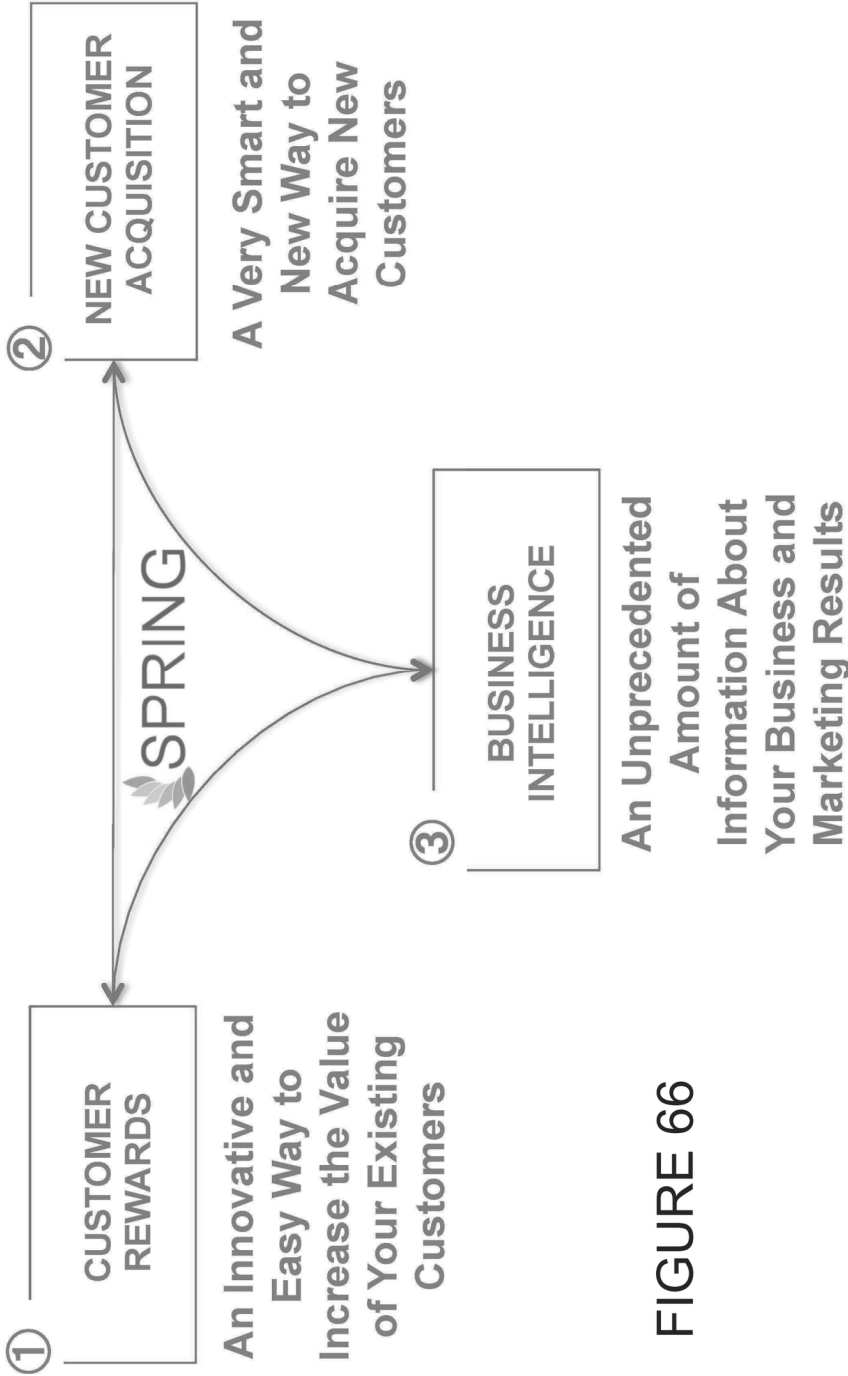 ①
CUSTOMER
REWARDS
An Innovative and
Easy Way to
Increase the Value
of Your Existing
Customers
SPRING
②
NEW CUSTOMER
ACQUISITION
A Very Smart and
New Way to
Acquire New
Customers
③
BUSINESS
INTELLIGENCE
An Unprecedented
Amount of
Information About
Your Business and
Marketing Results
FIGURE 66